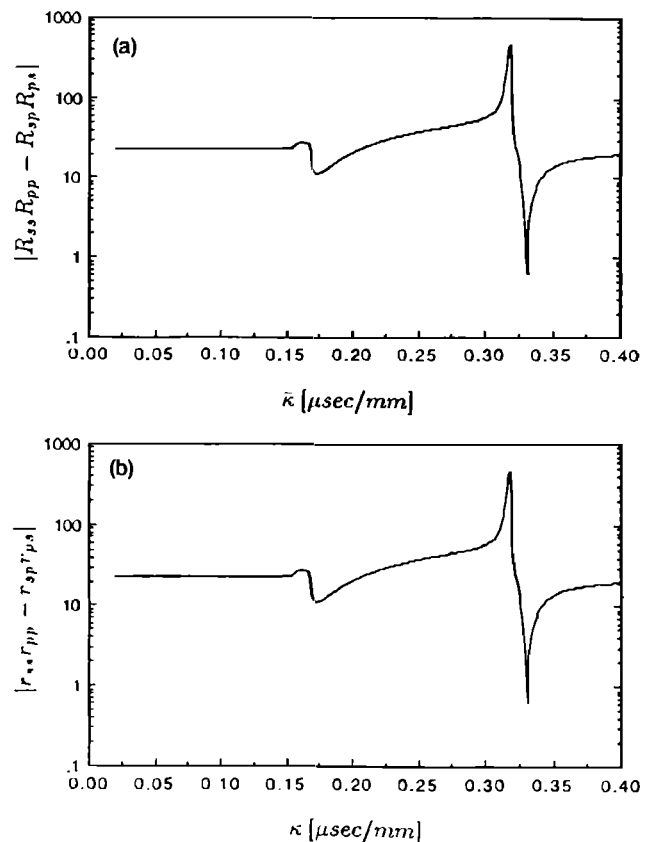 (a)
1000
100
10
1
.1
|R_{ss}R_{pp} − R_{sp}R_{ps}|
0.00 0.05 0.10 0.15 0.20 0.25 0.30 0.35 0.40
κ̄ [μsec/mm]
(b)
1000
100
10
1
.1
|r_{ss}r_{pp} − r_{sp}r_{ps}|
0.00 0.05 0.10 0.15 0.20 0.25 0.30 0.35 0.40
κ [μsec/mm]